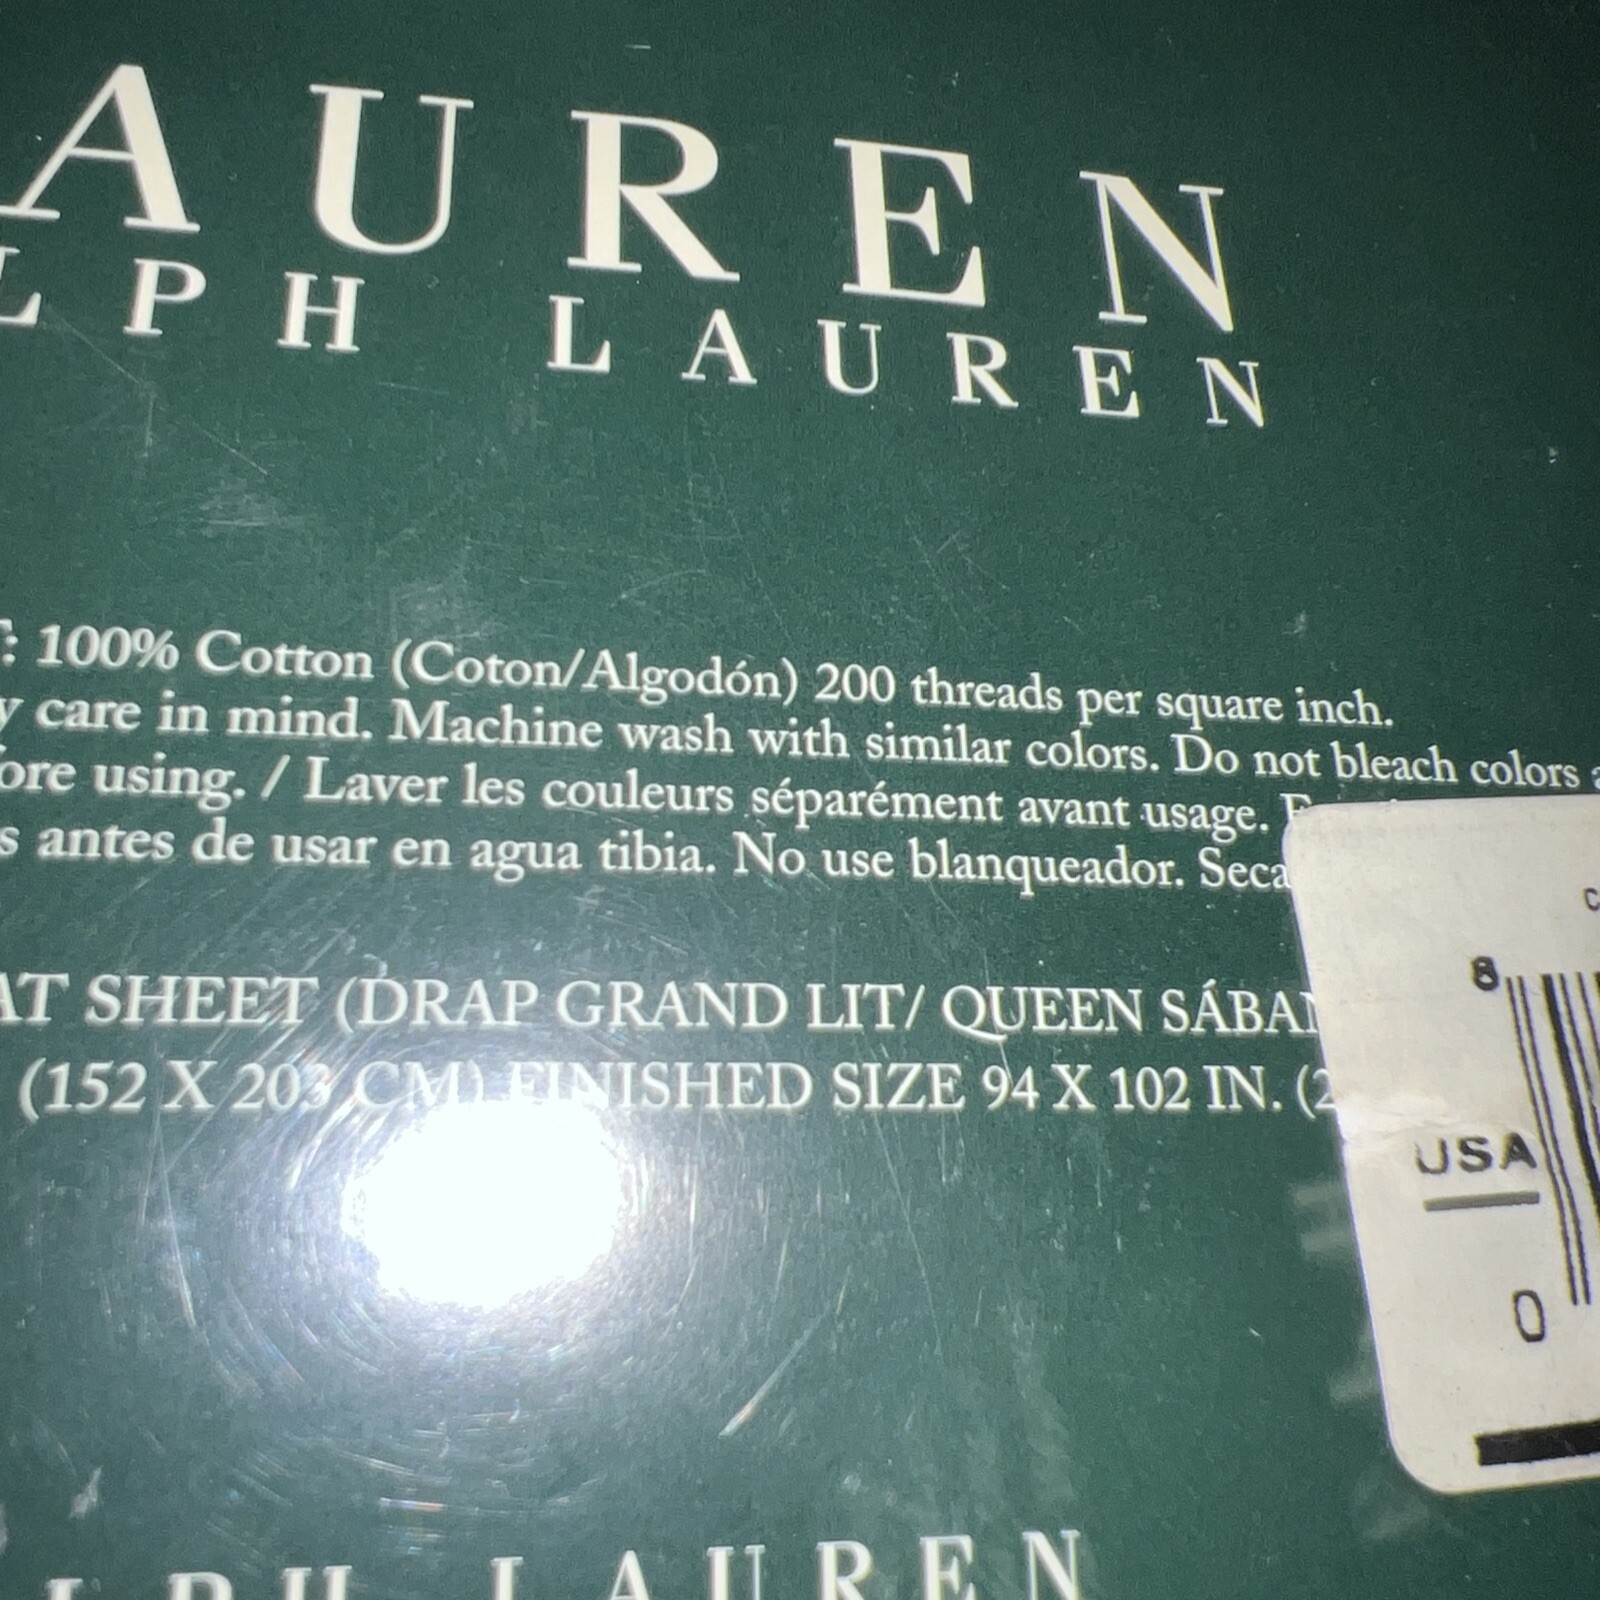 AUREN
LPH LAUREN
: 100% Cotton (Coton/Algodón) 200 threads per square inch.
y care in mind. Machine wash with similar colors. Do not bleach colors
ore using. / Laver les couleurs séparément avant usage.
s antes de usar en agua tibia. No use blanqueador. Seca
AT SHEET (DRAP GRAND LIT/ QUEEN SÁBAN
(152 X 203 CM) FINISHED SIZE 94 X 102 IN. (2
8
USA
0
LPH LAUREN